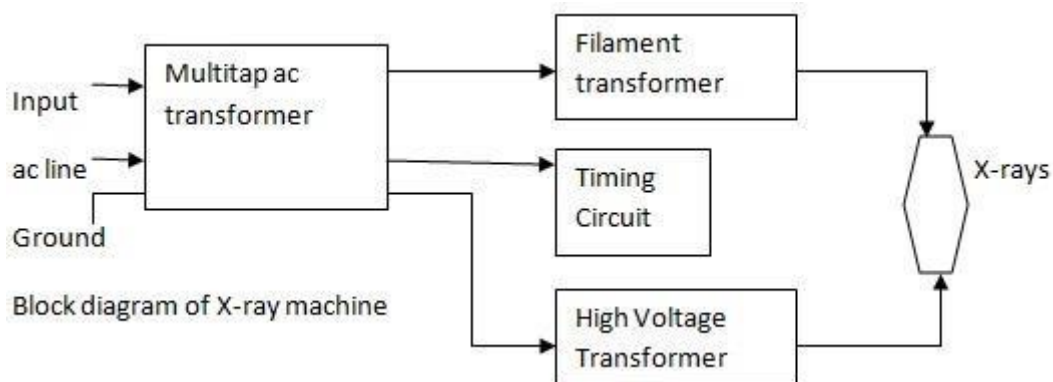 Input
ac line
Ground
Multitap ac
transformer
Filament
transformer
Timing
Circuit
High Voltage
Transformer
X-rays
Block diagram of X-ray machine